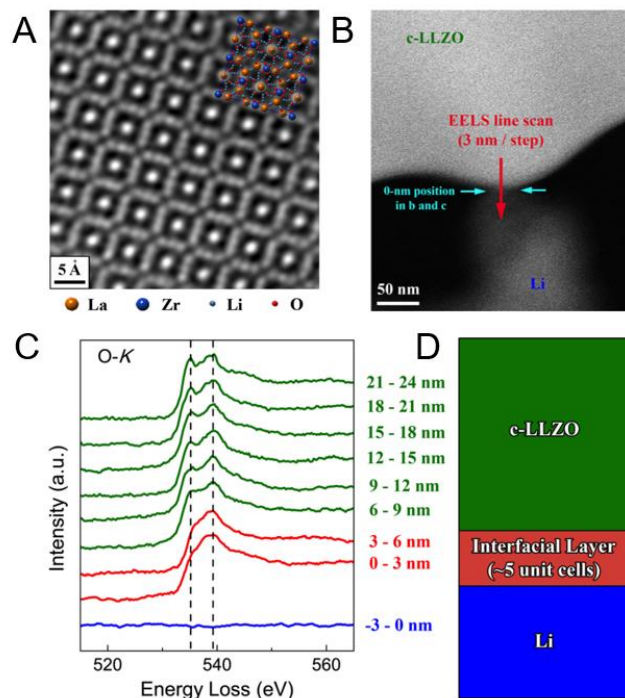 A
5 Å
La Zr Li O
B
c-LLZO
EELS line scan
(3 nm / step)
0-nm position
in b and c
Li
50 nm
C
O-K
Intensity (a.u.)
21 - 24 nm
18 - 21 nm
15 - 18 nm
12 - 15 nm
9 - 12 nm
6 - 9 nm
3 - 6 nm
0 - 3 nm
-3 - 0 nm
520 540 560
Energy Loss (eV)
D
c-LLZO
Interfacial Layer
(~5 unit cells)
Li